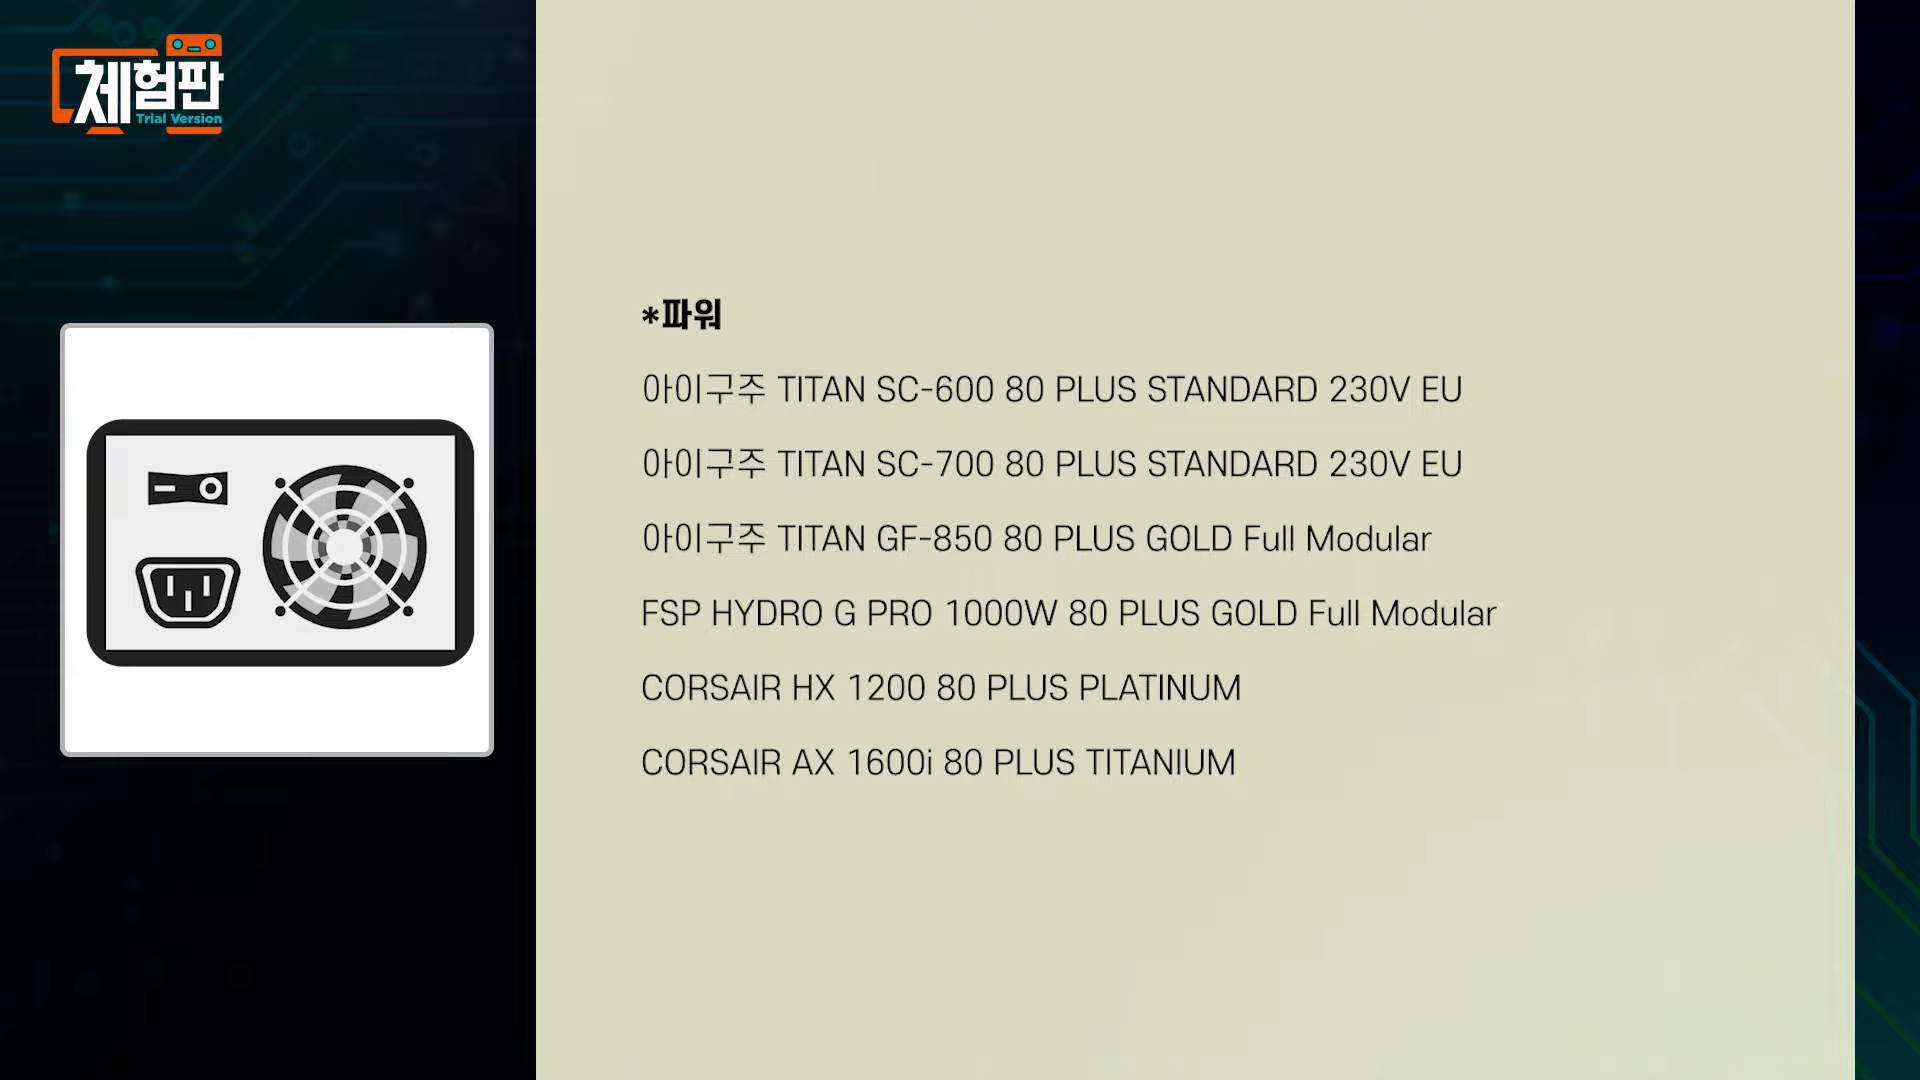 체험판
Trial Version
*파워
아이구주 TITAN SC-600 80 PLUS STANDARD 230V EU
아이구주 TITAN SC-700 80 PLUS STANDARD 230V EU
아이구주 TITAN GF-850 80 PLUS GOLD Full Modular
FSP HYDRO G PRO 1000W 80 PLUS GOLD Full Modular
CORSAIR HX 1200 80 PLUS PLATINUM
CORSAIR AX 1600i 80 PLUS TITANIUM